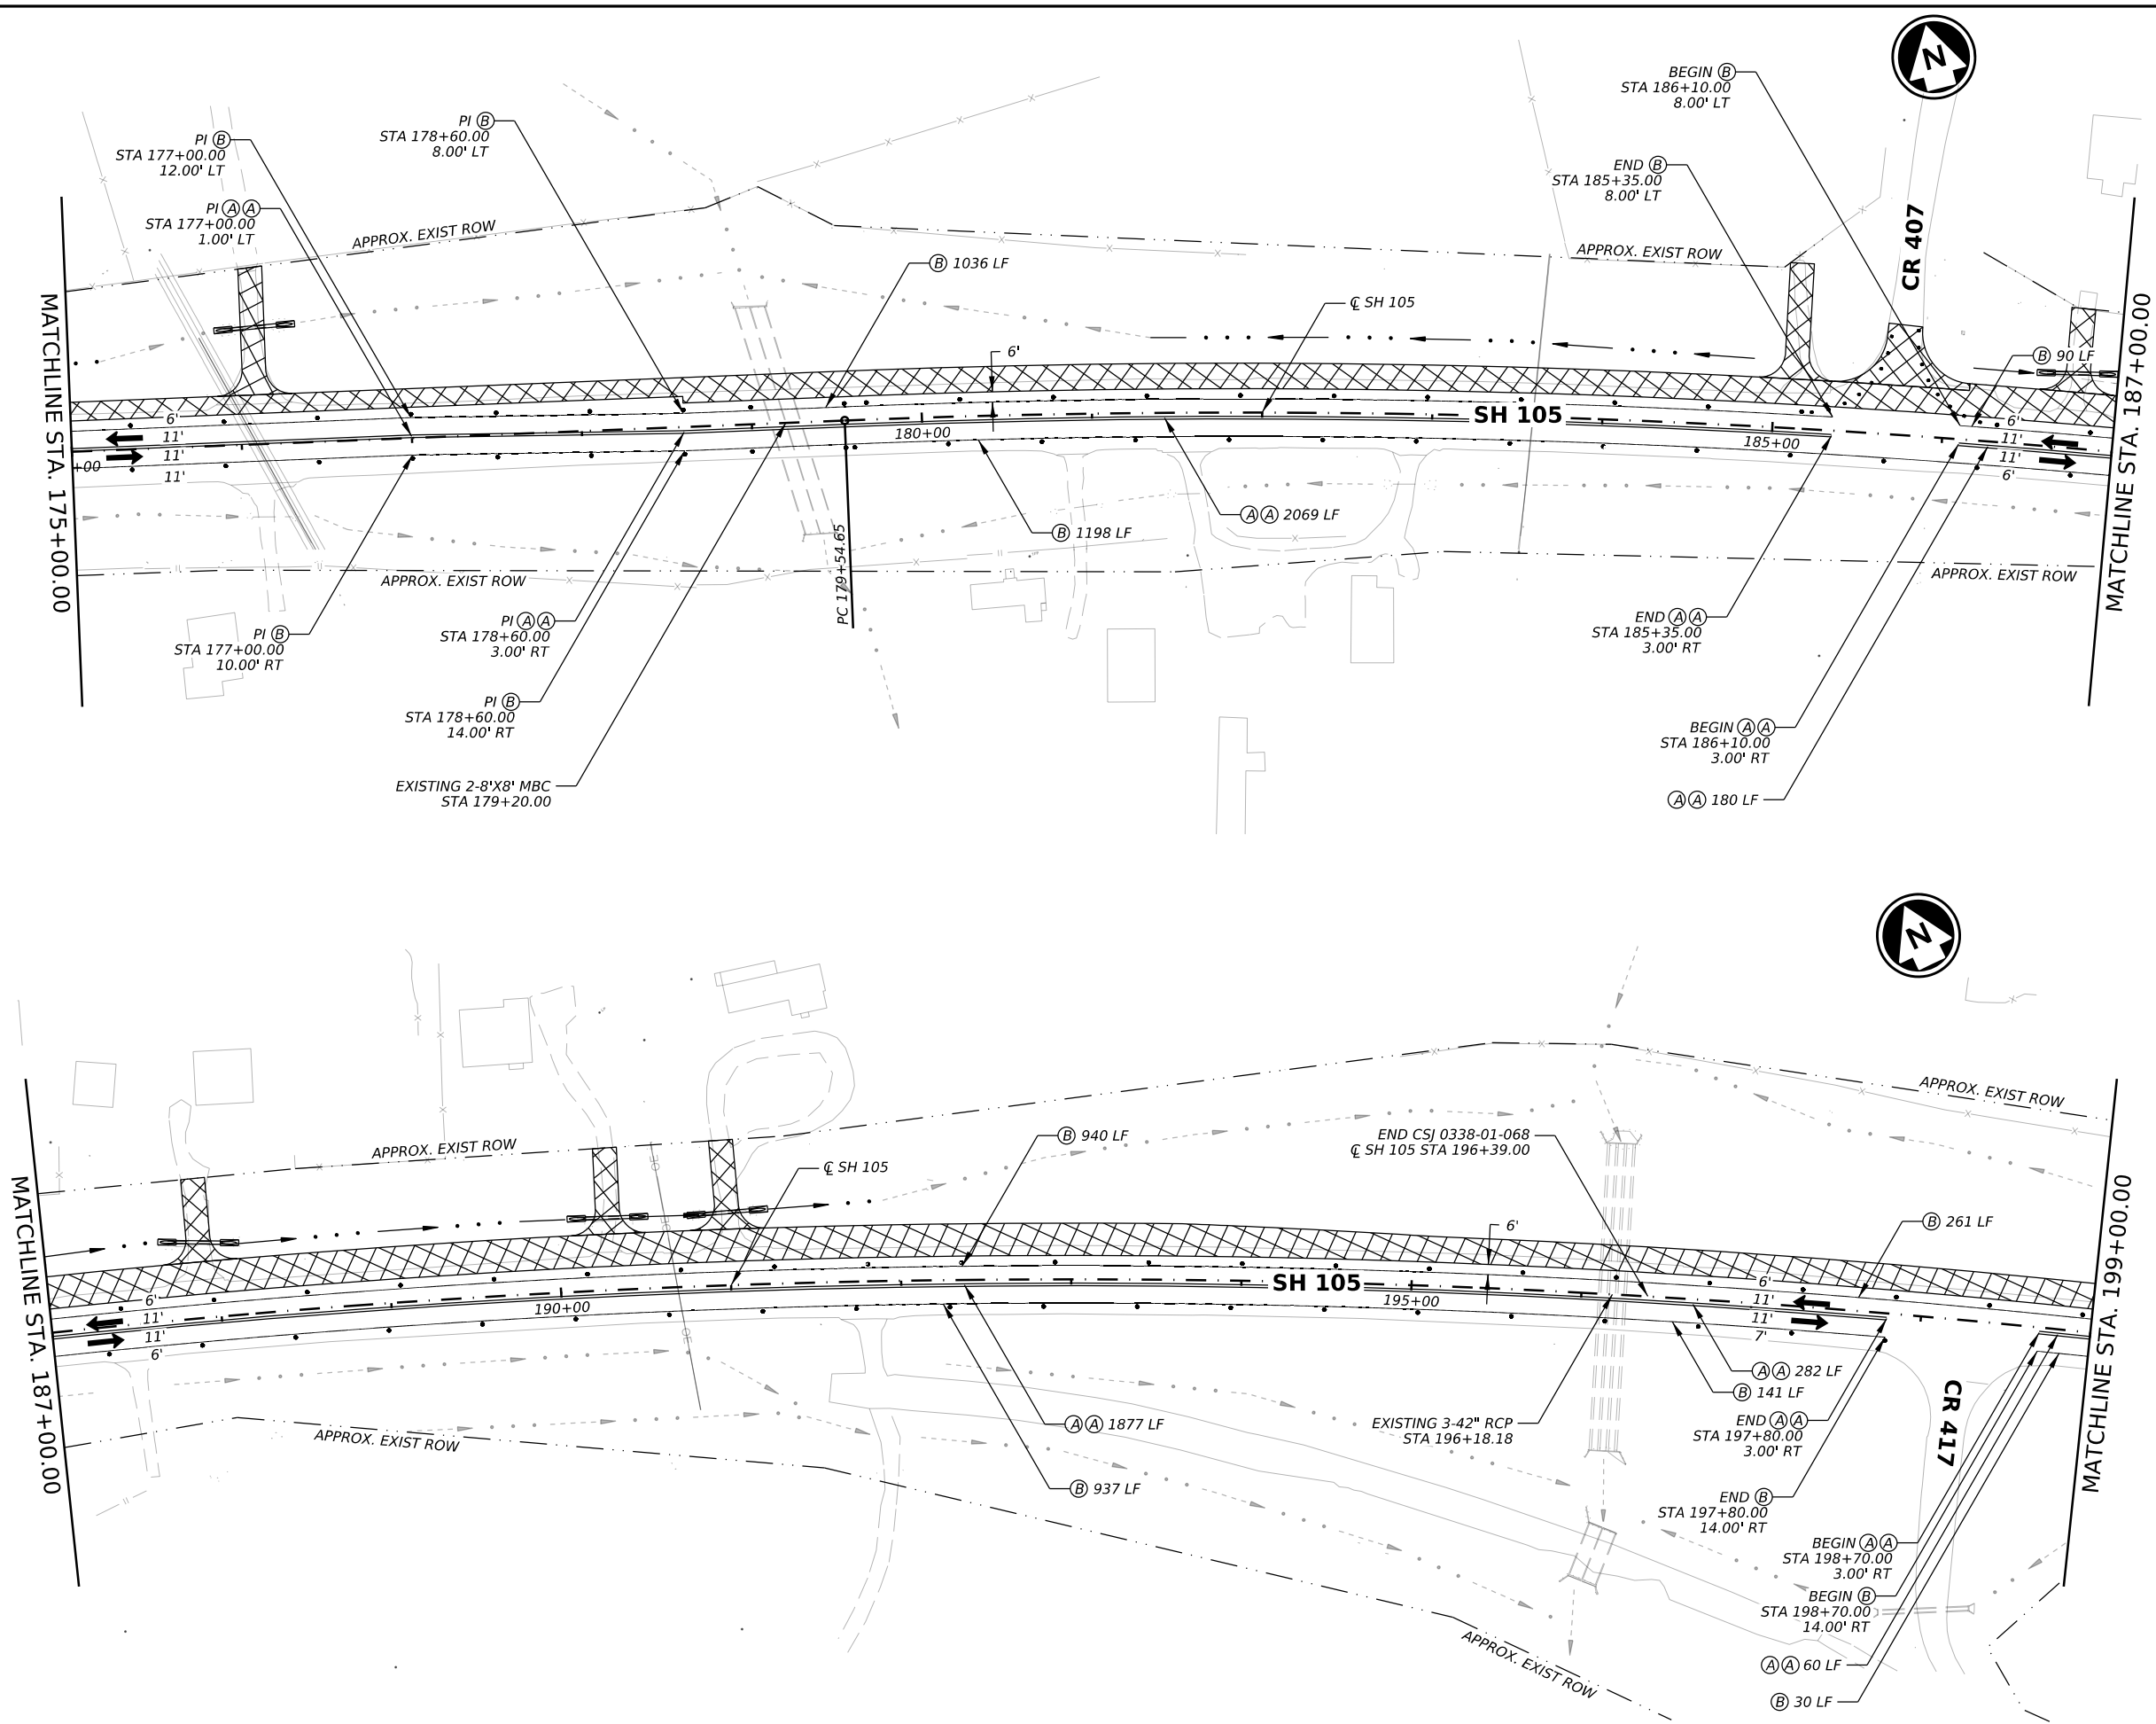 N
BEGIN Ⓑ
STA 186+10.00
8.00' LT
PI Ⓑ
STA 178+60.00
8.00' LT
PI Ⓑ
STA 177+00.00
12.00' LT
END Ⓑ
STA 185+35.00
8.00' LT
PI ⒶⒶ
STA 177+00.00
1.00' LT
APPROX. EXIST ROW
APPROX. EXIST ROW
CR 407
Ⓑ 1036 LF
℄ SH 105
6'
Ⓑ 90 LF
MATCHLINE STA. 175+00.00
MATCHLINE STA. 187+00.00
6'
11'
11'
11'
+00
180+00
SH 105
185+00
6'
11'
11'
6'
ⒶⒶ 2069 LF
Ⓑ 1198 LF
PC 179+54.65
APPROX. EXIST ROW
APPROX. EXIST ROW
PI Ⓑ
STA 177+00.00
10.00' RT
PI ⒶⒶ
STA 178+60.00
3.00' RT
END ⒶⒶ
STA 185+35.00
3.00' RT
PI Ⓑ
STA 178+60.00
14.00' RT
BEGIN ⒶⒶ
STA 186+10.00
3.00' RT
EXISTING 2-8'X8' MBC
STA 179+20.00
ⒶⒶ 180 LF
N
APPROX. EXIST ROW
APPROX. EXIST ROW
Ⓑ 940 LF
END CSJ 0338-01-068
℄ SH 105 STA 196+39.00
℄ SH 105
OE
OE
OE
6'
Ⓑ 261 LF
MATCHLINE STA. 187+00.00
MATCHLINE STA. 199+00.00
6'
11'
11'
6'
190+00
SH 105
195+00
6'
11'
11'
7'
ⒶⒶ 282 LF
Ⓑ 141 LF
ⒶⒶ 1877 LF
EXISTING 3-42" RCP
STA 196+18.18
END ⒶⒶ
STA 197+80.00
3.00' RT
CR 417
APPROX. EXIST ROW
Ⓑ 937 LF
END Ⓑ
STA 197+80.00
14.00' RT
BEGIN ⒶⒶ
STA 198+70.00
3.00' RT
BEGIN Ⓑ
STA 198+70.00
14.00' RT
APPROX. EXIST ROW
ⒶⒶ 60 LF
Ⓑ 30 LF